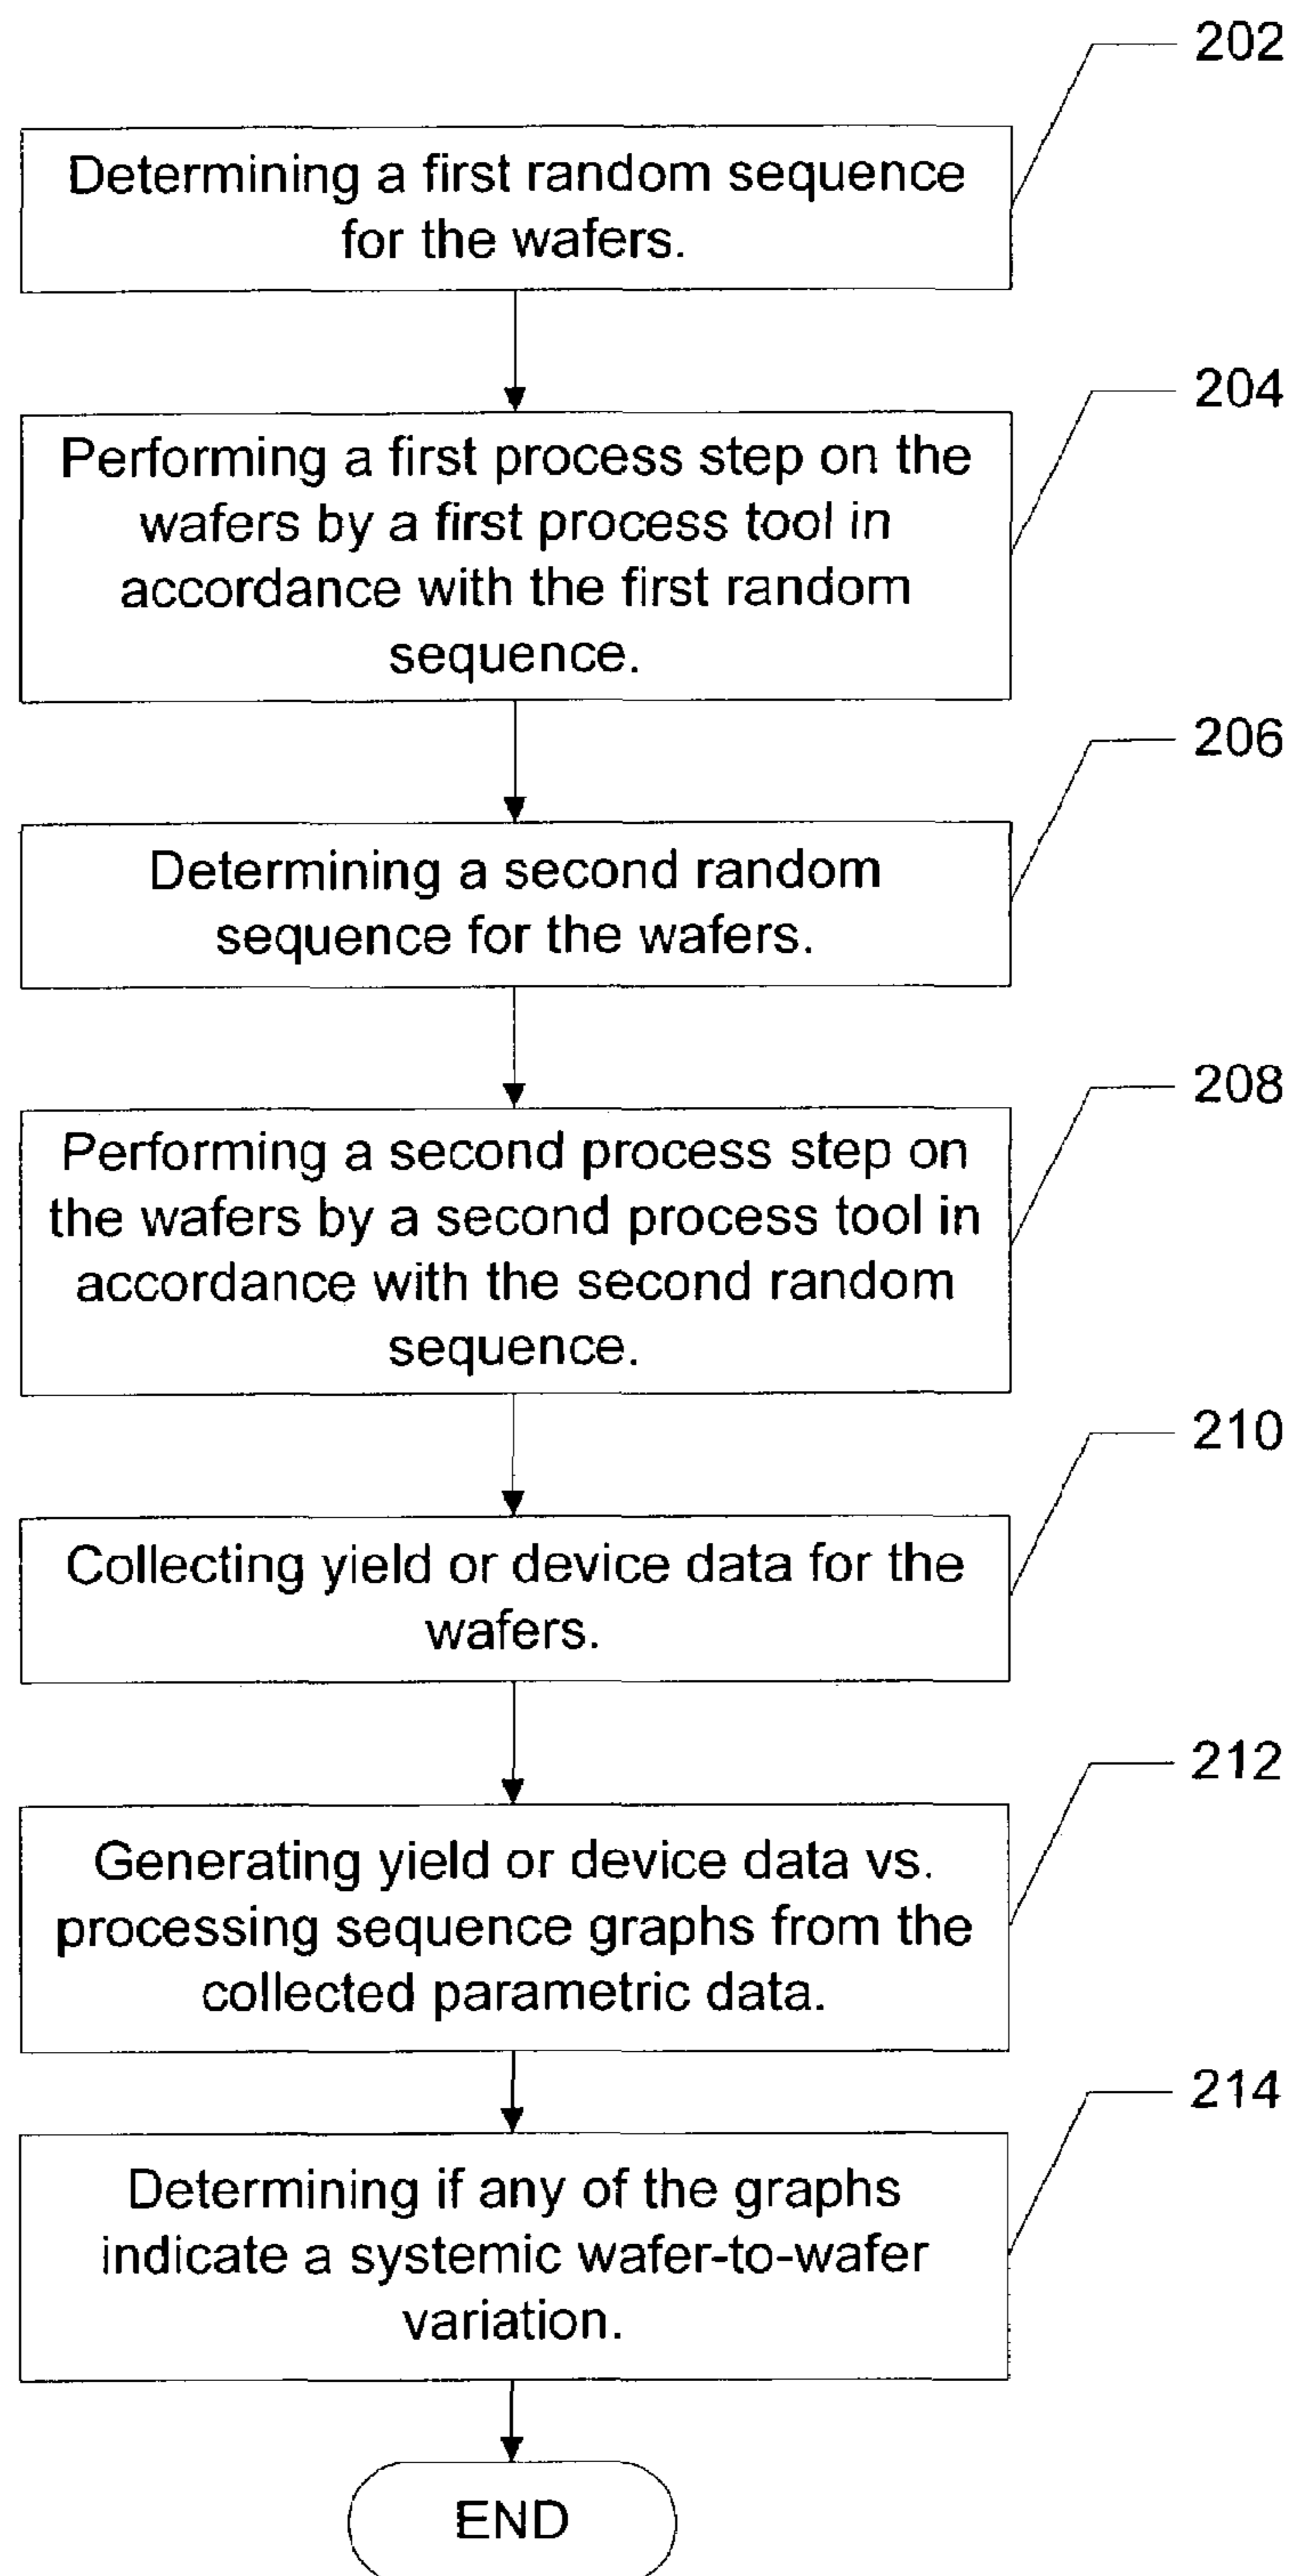 202
Determining a first random sequence
for the wafers.
204
Performing a first process step on the
wafers by a first process tool in
accordance with the first random
sequence.
206
Determining a second random
sequence for the wafers.
208
Performing a second process step on
the wafers by a second process tool in
accordance with the second random
sequence.
210
Collecting yield or device data for the
wafers.
212
Generating yield or device data vs.
processing sequence graphs from the
collected parametric data.
214
Determining if any of the graphs
indicate a systemic wafer-to-wafer
variation.
END